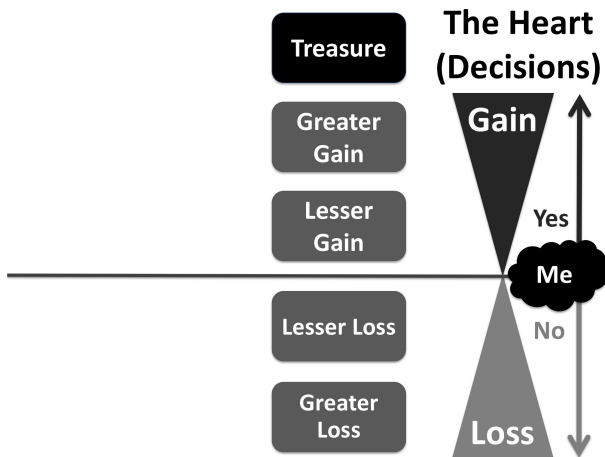 Treasure
Greater
Gain
Lesser
Gain
Lesser Loss
Greater
Loss
The Heart
(Decisions)
Gain
Yes
Me
No
Loss